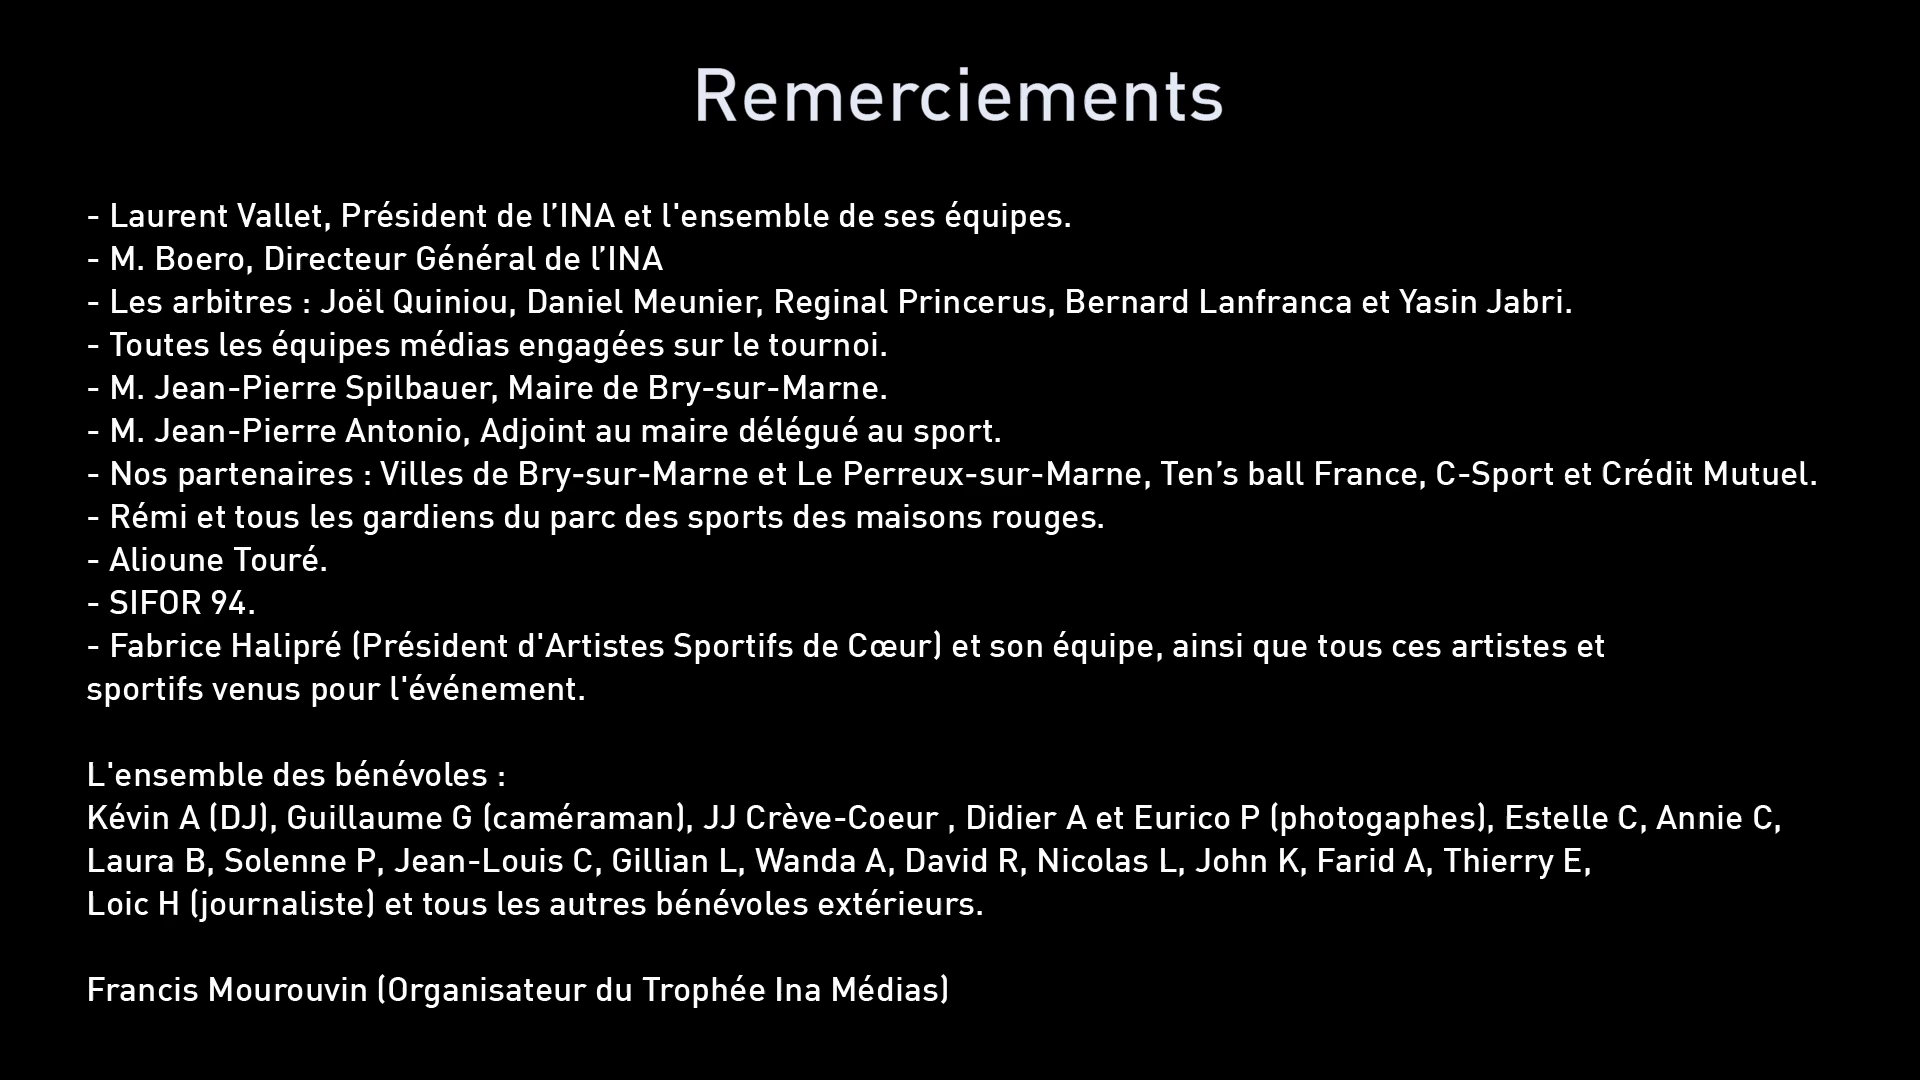 Remerciements
- Laurent Vallet, Président de l’INA et l'ensemble de ses équipes.
- M. Boero, Directeur Général de l’INA
- Les arbitres : Joël Quiniou, Daniel Meunier, Reginal Princerus, Bernard Lanfranca et Yasin Jabri.
- Toutes les équipes médias engagées sur le tournoi.
- M. Jean-Pierre Spilbauer, Maire de Bry-sur-Marne.
- M. Jean-Pierre Antonio, Adjoint au maire délégué au sport.
- Nos partenaires : Villes de Bry-sur-Marne et Le Perreux-sur-Marne, Ten’s ball France, C-Sport et Crédit Mutuel.
- Rémi et tous les gardiens du parc des sports des maisons rouges.
- Alioune Touré.
- SIFOR 94.
- Fabrice Halipré (Président d'Artistes Sportifs de Cœur) et son équipe, ainsi que tous ces artistes et
sportifs venus pour l'événement.
L'ensemble des bénévoles :
Kévin A (DJ), Guillaume G (caméraman), JJ Crève-Coeur , Didier A et Eurico P (photogaphes), Estelle C, Annie C,
Laura B, Solenne P, Jean-Louis C, Gillian L, Wanda A, David R, Nicolas L, John K, Farid A, Thierry E,
Loic H (journaliste) et tous les autres bénévoles extérieurs.
Francis Mourouvin (Organisateur du Trophée Ina Médias)